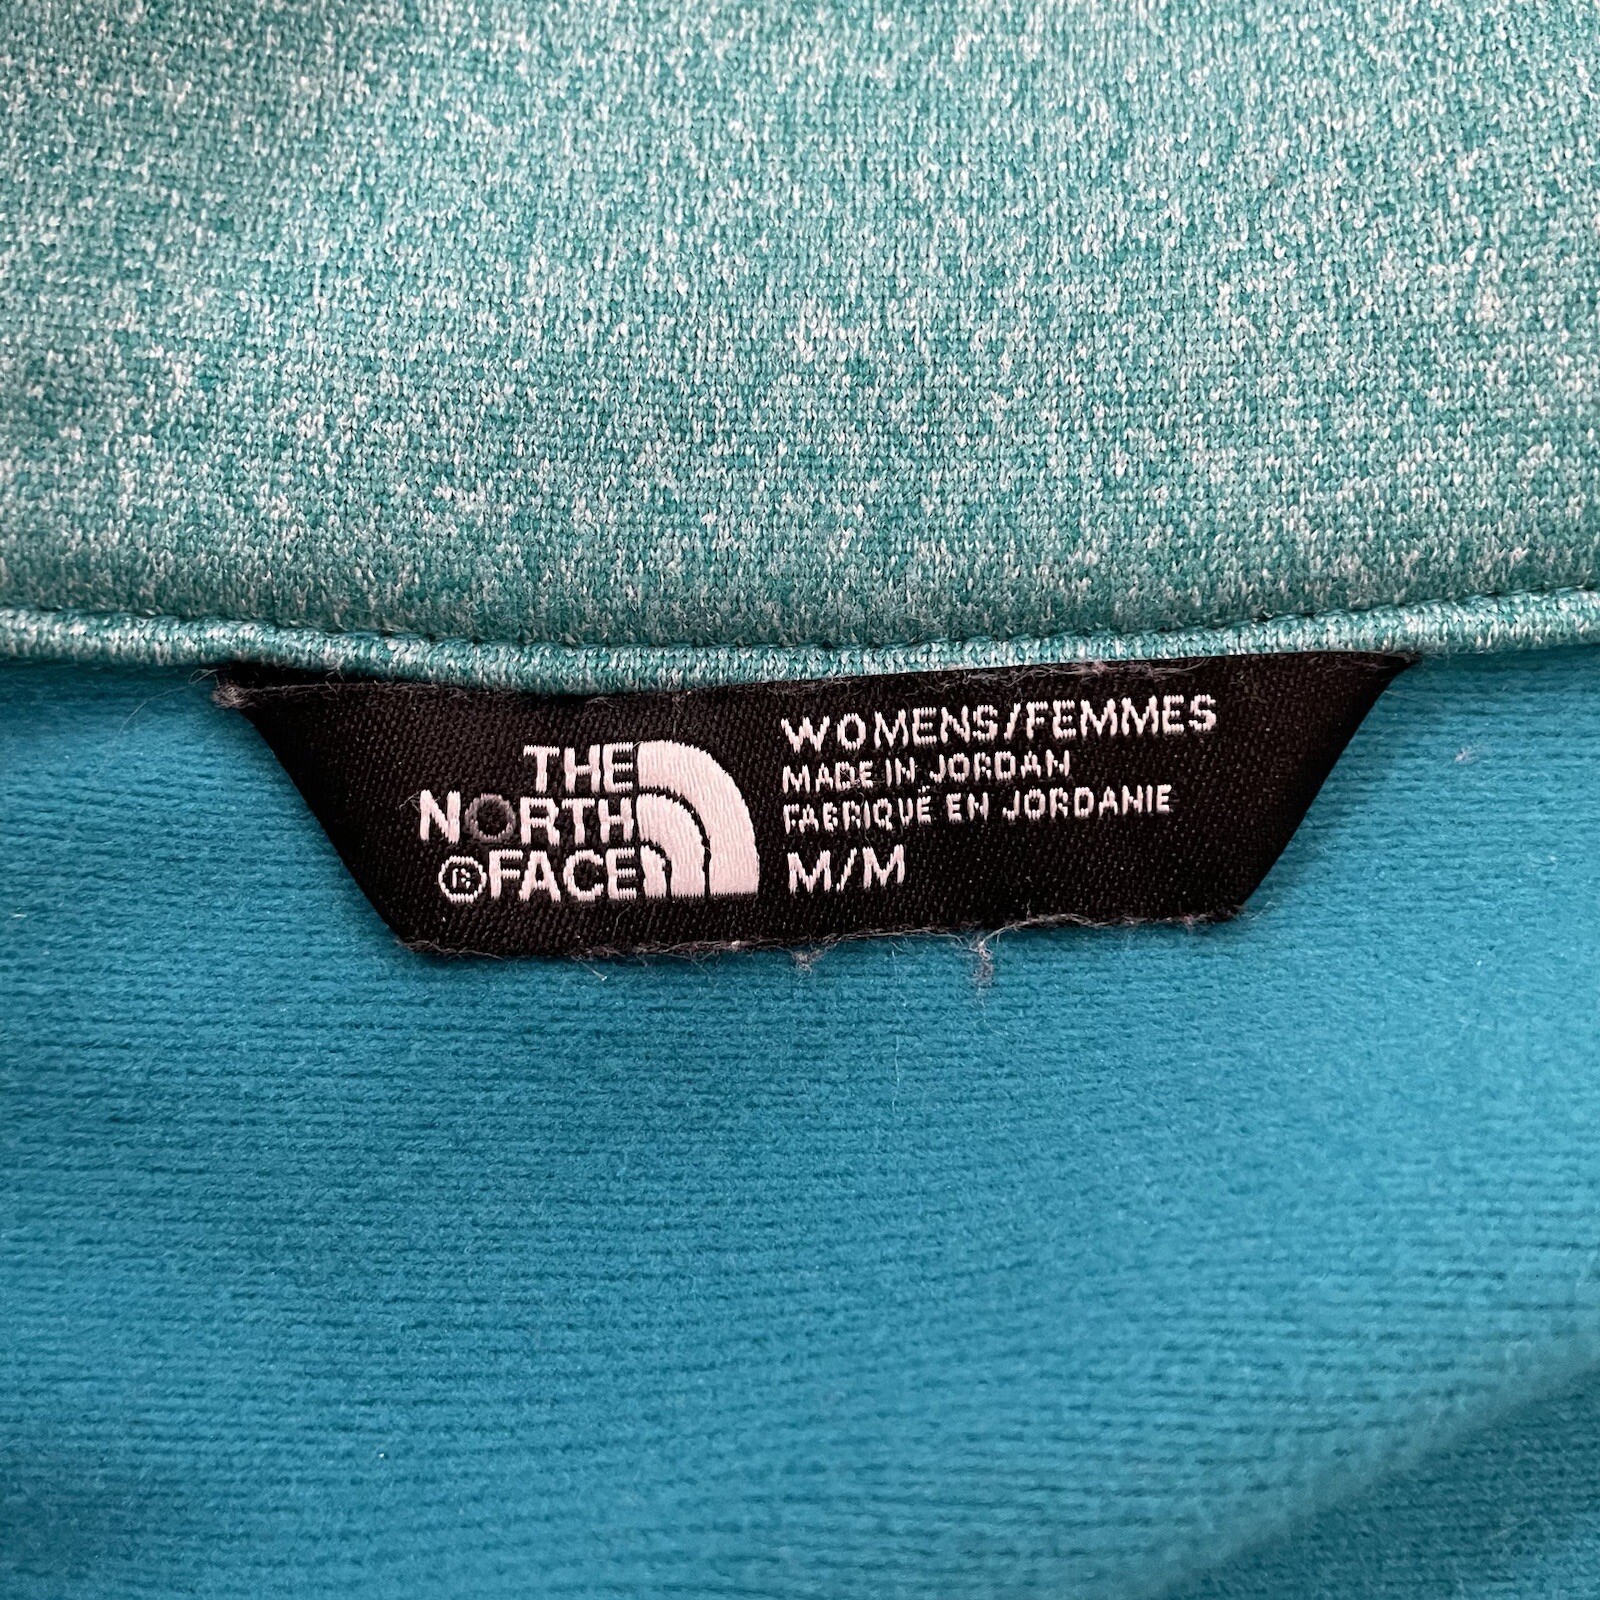 THE
NORTH
®FACE
WOMENS/FEMMES
MADE IN JORDAN
FABRIQUÉ EN JORDANIE
M/M